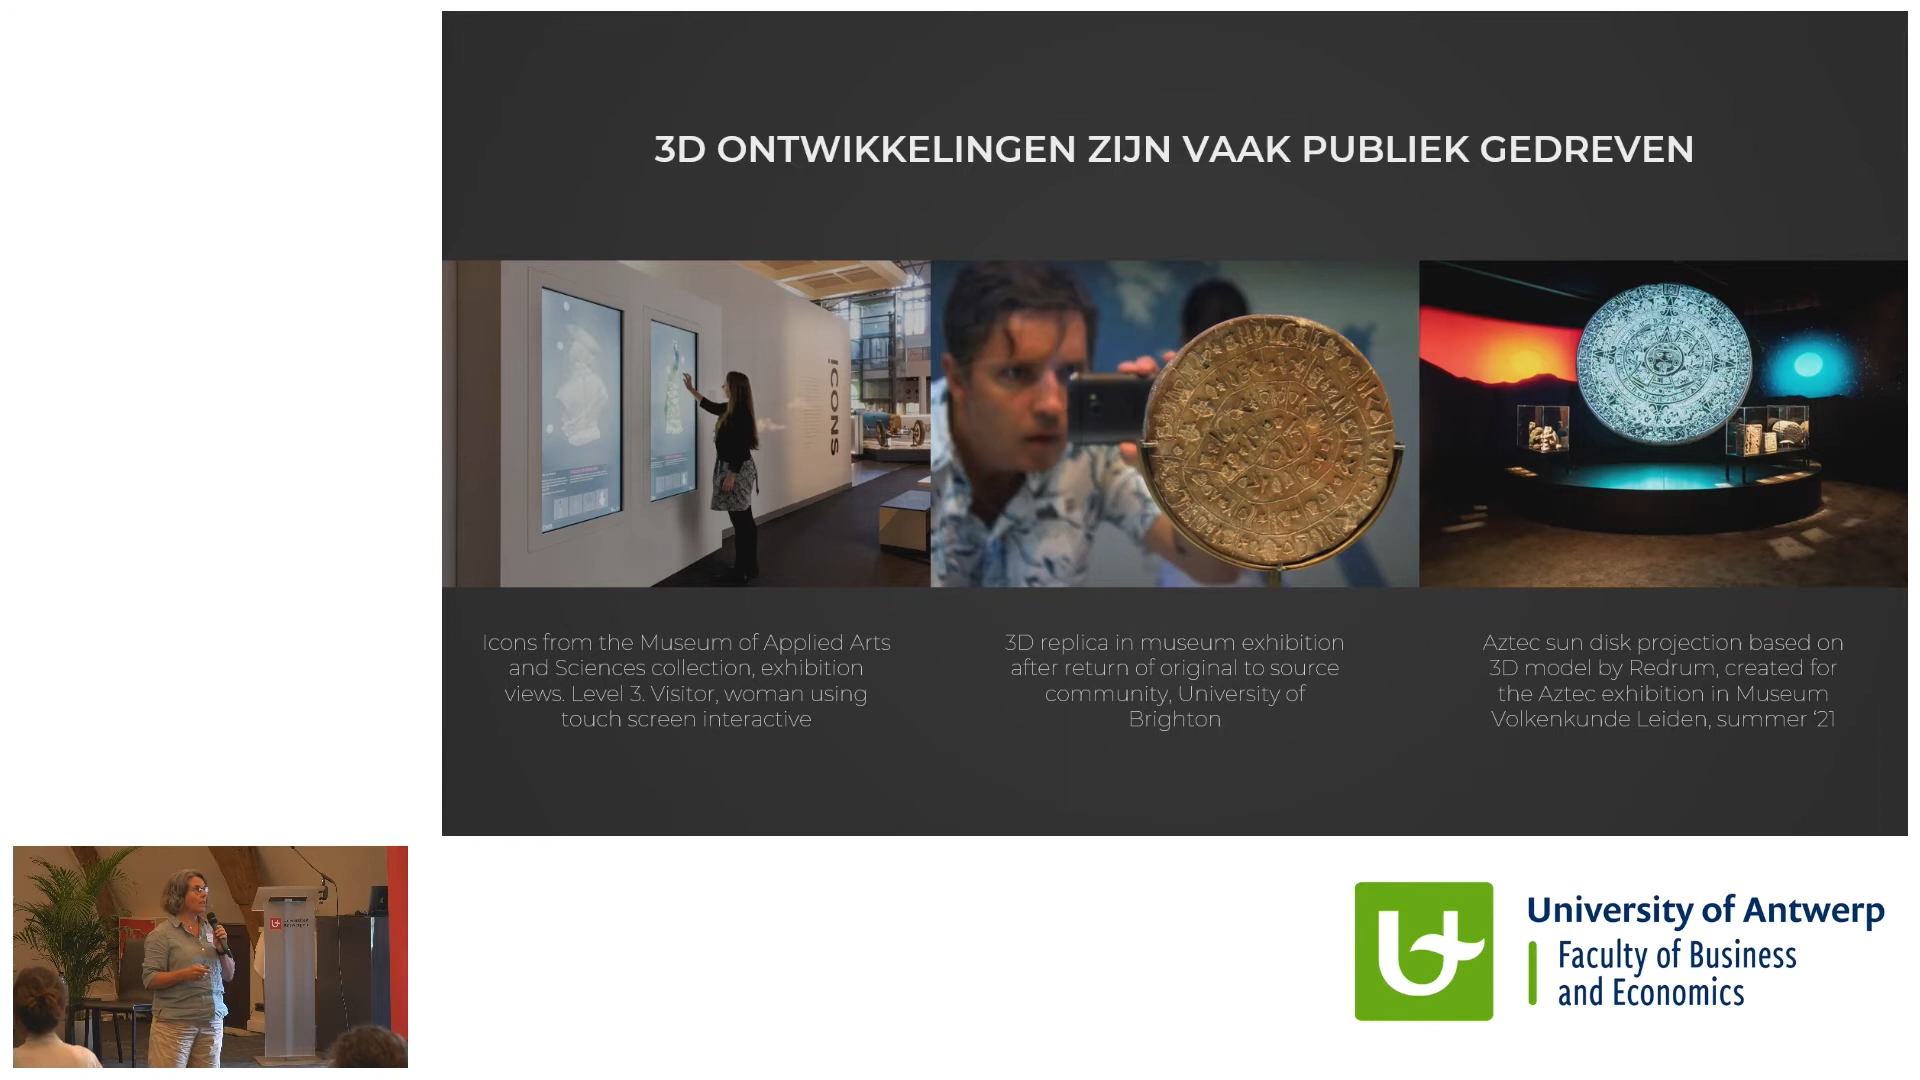 3D ONTWIKKELINGEN ZIJN VAAK PUBLIEK GEDREVEN
ICONS
Icons from the Museum of Applied Arts
and Sciences collection, exhibition
views. Level 3. Visitor, woman using
touch screen interactive
3D replica in museum exhibition
after return of original to source
community, University of
Brighton
Aztec sun disk projection based on
3D model by Redrum, created for
the Aztec exhibition in Museum
Volkenkunde Leiden, summer ‘21
University of Antwerp
Faculty of Business
and Economics